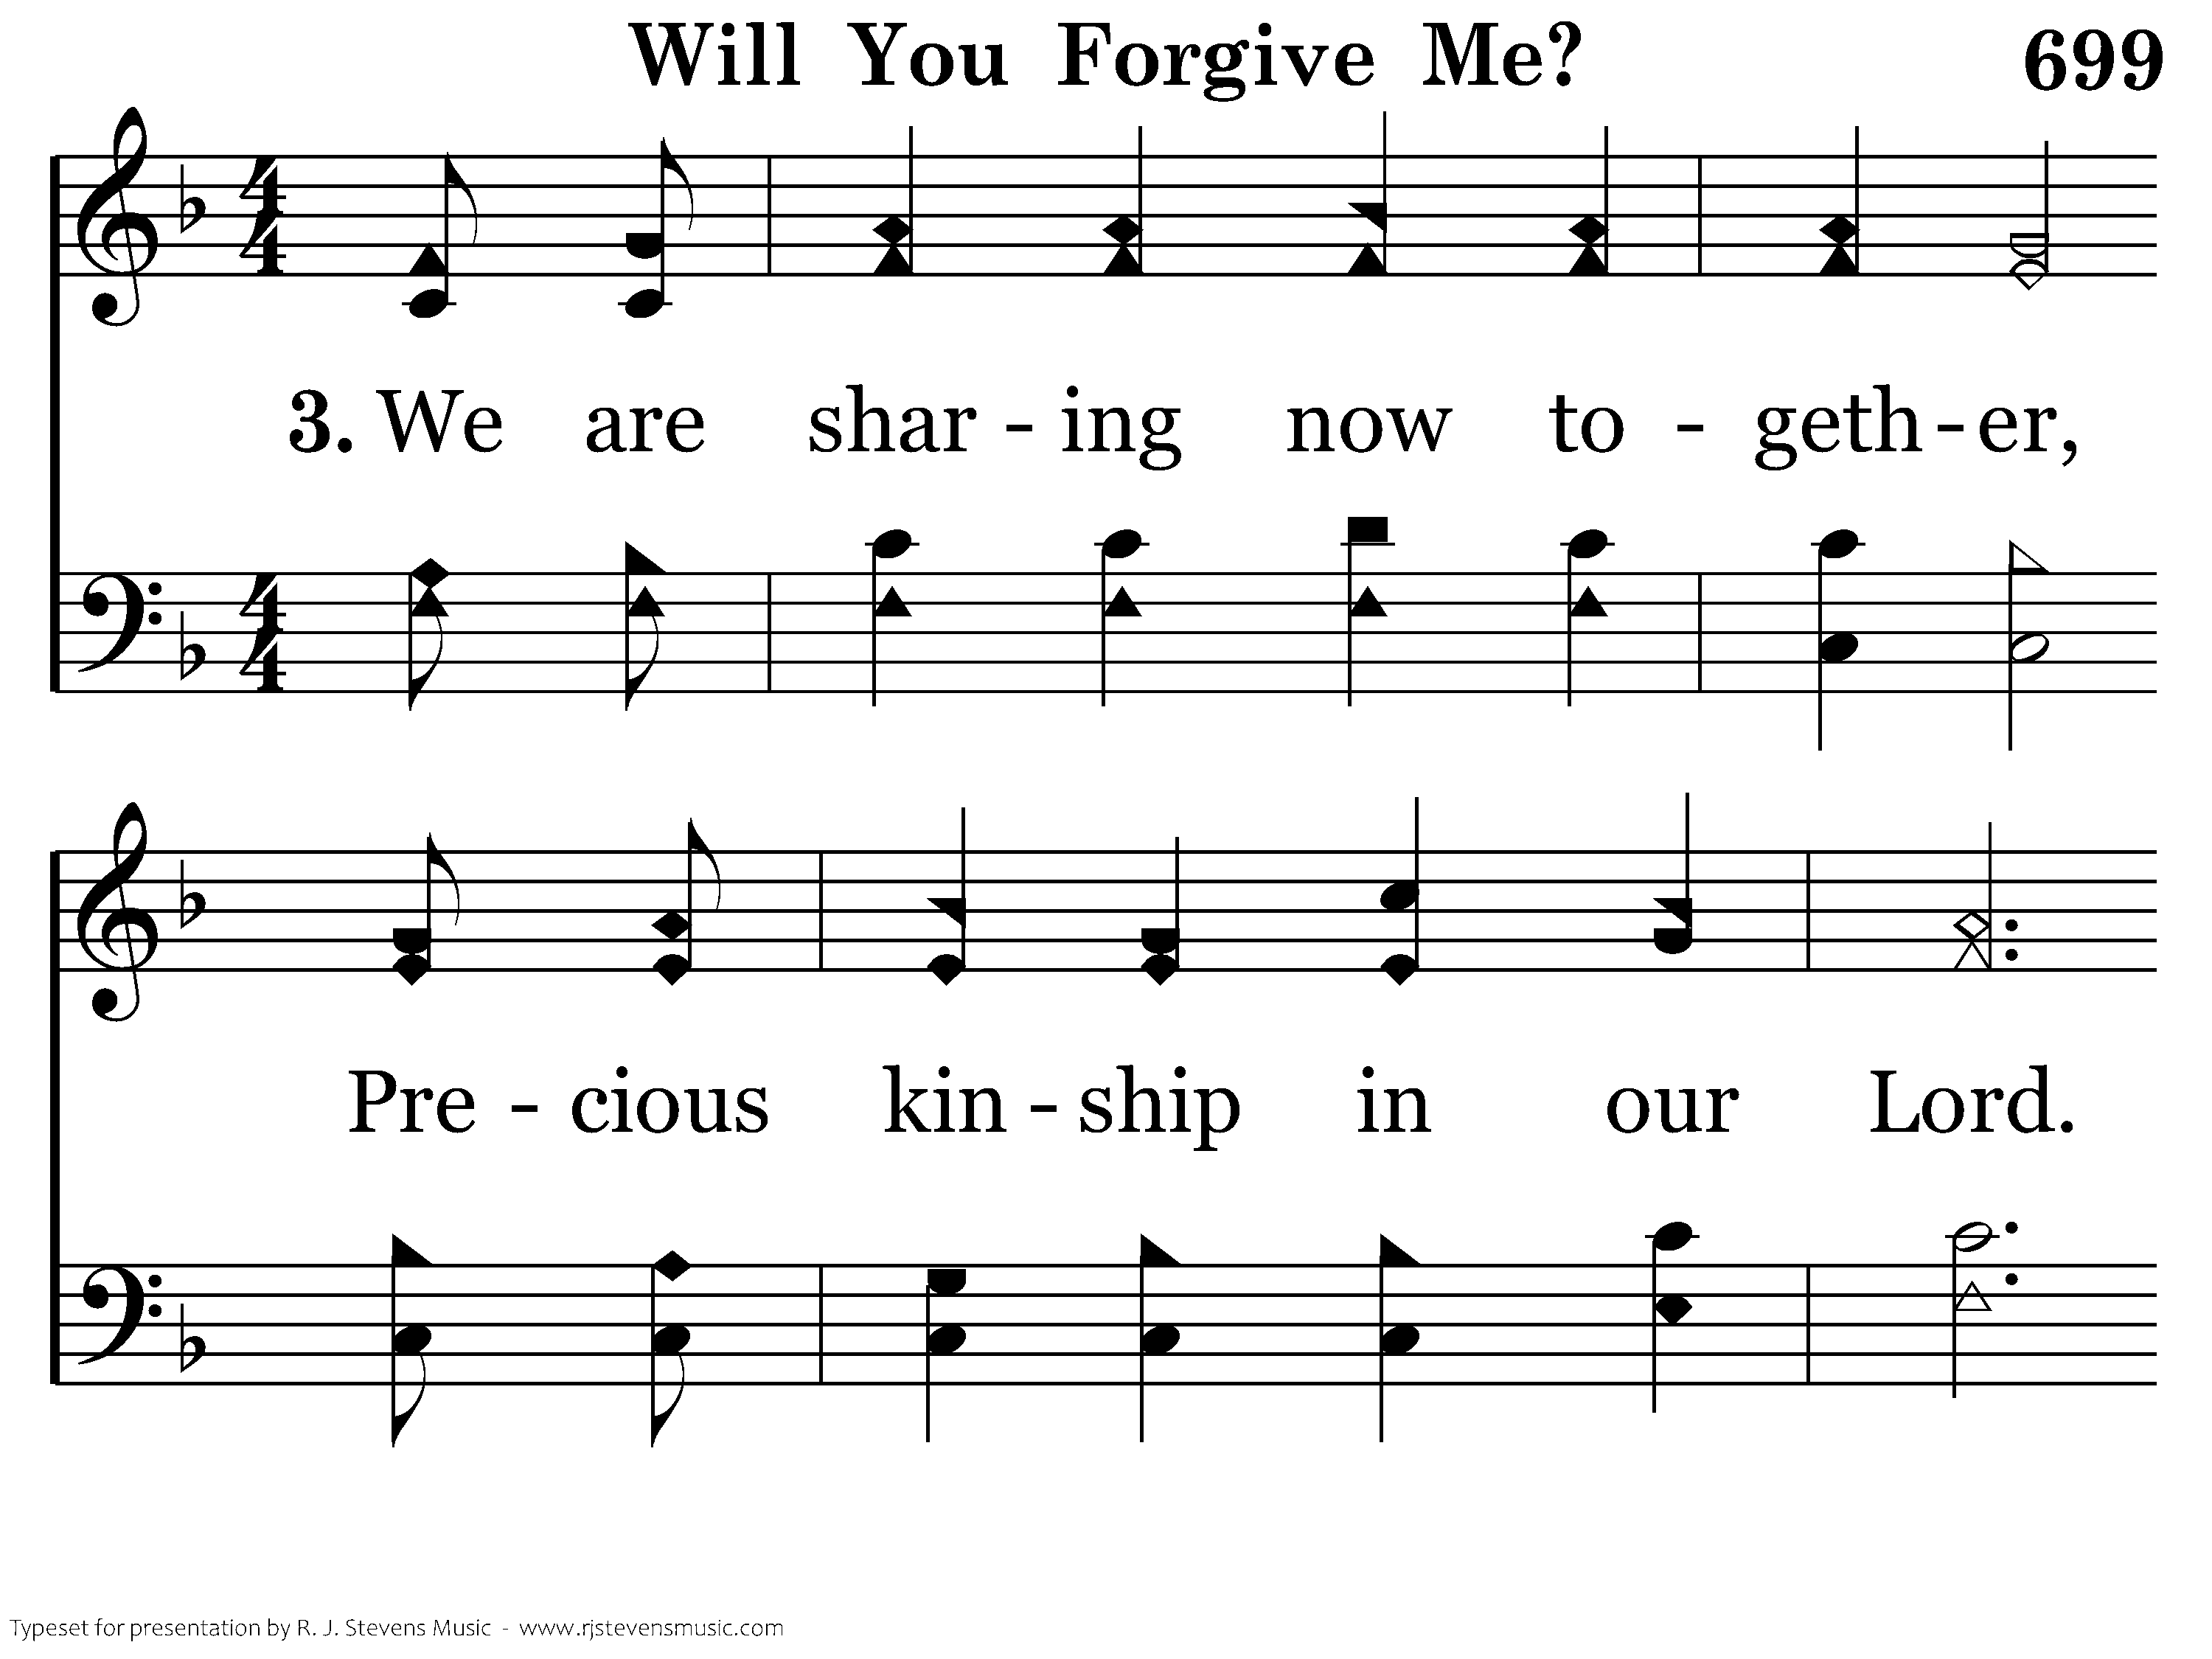 Will You Forgive Me? 699
3. We are shar - ing now to - geth - er,
Pre - cious kin - ship in our Lord.
Typeset for presentation by R. J. Stevens Music - www.rjstevensmusic.com